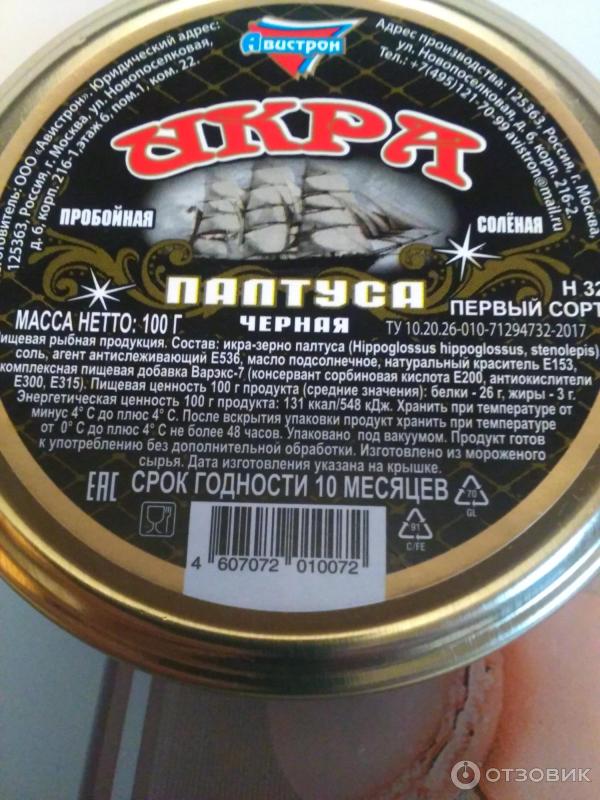 Авистрон
Изготовитель: ООО «Авистрон» Юридический адрес:
125363, Россия, г. Москва, ул. Новопоселковая,
д. 6, корп. 216-1, этаж 6, пом.1, ком. 22.
Адрес производства: 125363, Россия, г. Москва,
ул. Новопоселковая, д. 6, корп. 216-2,
Тел.: +7(495)121-70-99 avistron@mail.ru
ИКРА
ПРОБОЙНАЯ
СОЛЁНАЯ
ПАЛТУСА
ЧЕРНАЯ
Н 32
ПЕРВЫЙ СОРТ
МАССА НЕТТО: 100 Г
ТУ 10.20.26-010-71294732-2017
Пищевая рыбная продукция. Состав: икра-зерно палтуса (Hippoglossus hippoglossus, stenolepis),
соль, агент антислеживающий Е536, масло подсолнечное, натуральный краситель Е153,
комплексная пищевая добавка Варэкс-7 (консервант сорбиновая кислота Е200, антиокислители
Е300, Е315). Пищевая ценность 100 г продукта (средние значения): белки - 26 г, жиры - 3 г.
Энергетическая ценность 100 г продукта: 131 ккал/548 кДж. Хранить при температуре от
минус 4° С до плюс 4° С. После вскрытия упаковки продукт хранить при температуре
от 0° С до плюс 4° С не более 48 часов. Упаковано под вакуумом. Продукт готов
к употреблению без дополнительной обработки. Изготовлено из мороженого
сырья. Дата изготовления указана на крышке.
ЕАС СРОК ГОДНОСТИ 10 МЕСЯЦЕВ
70
GL
91
C/FE
4 607072 010072
ОТЗОВИК